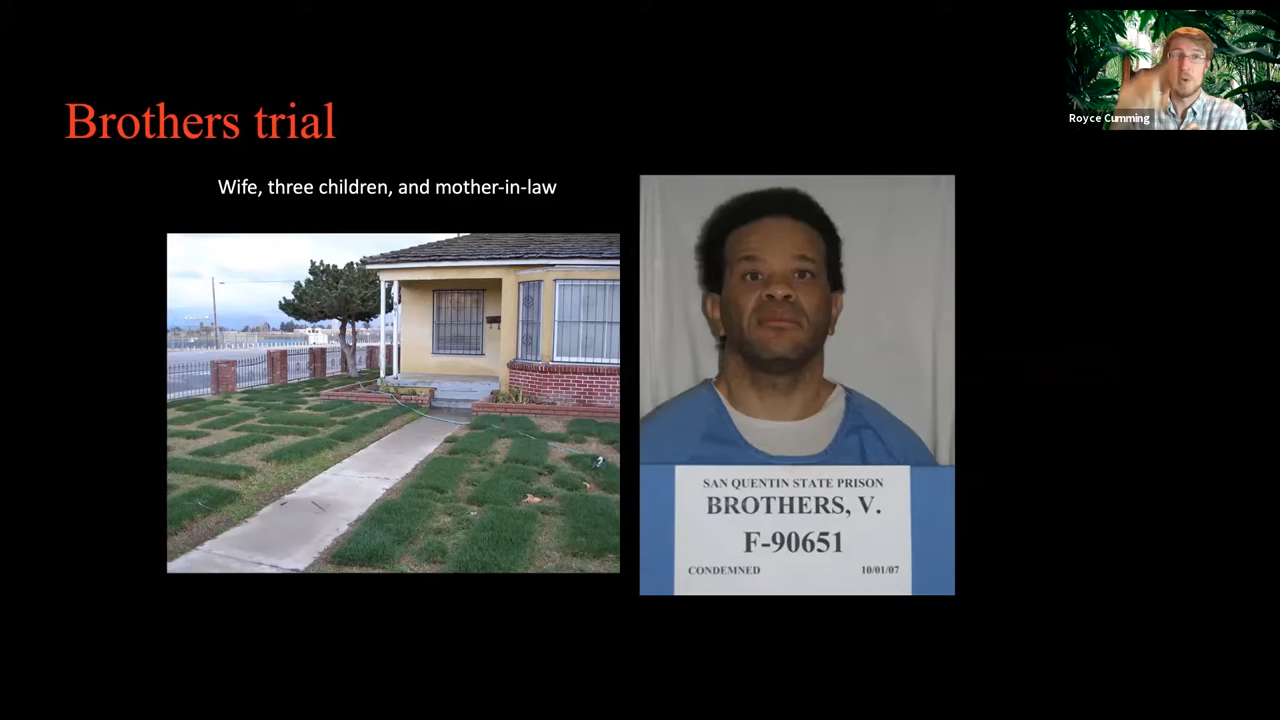 Brothers trial
Royce Cumming
Wife, three children, and mother-in-law
SAN QUENTIN STATE PRISON
BROTHERS, V.
F-90651
CONDEMNED 10/01/07